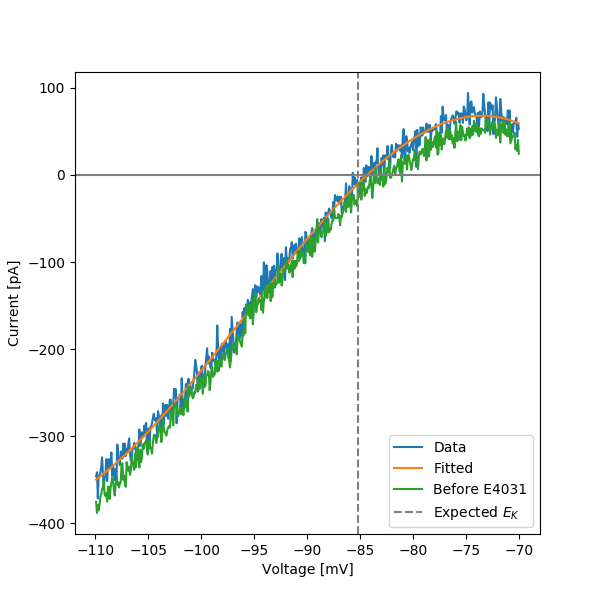 100
0
−100
−200
−300
−400
Current [pA]
−110 −105 −100 −95 −90 −85 −80 −75 −70
Voltage [mV]
Data
Fitted
Before E4031
Expected E_K